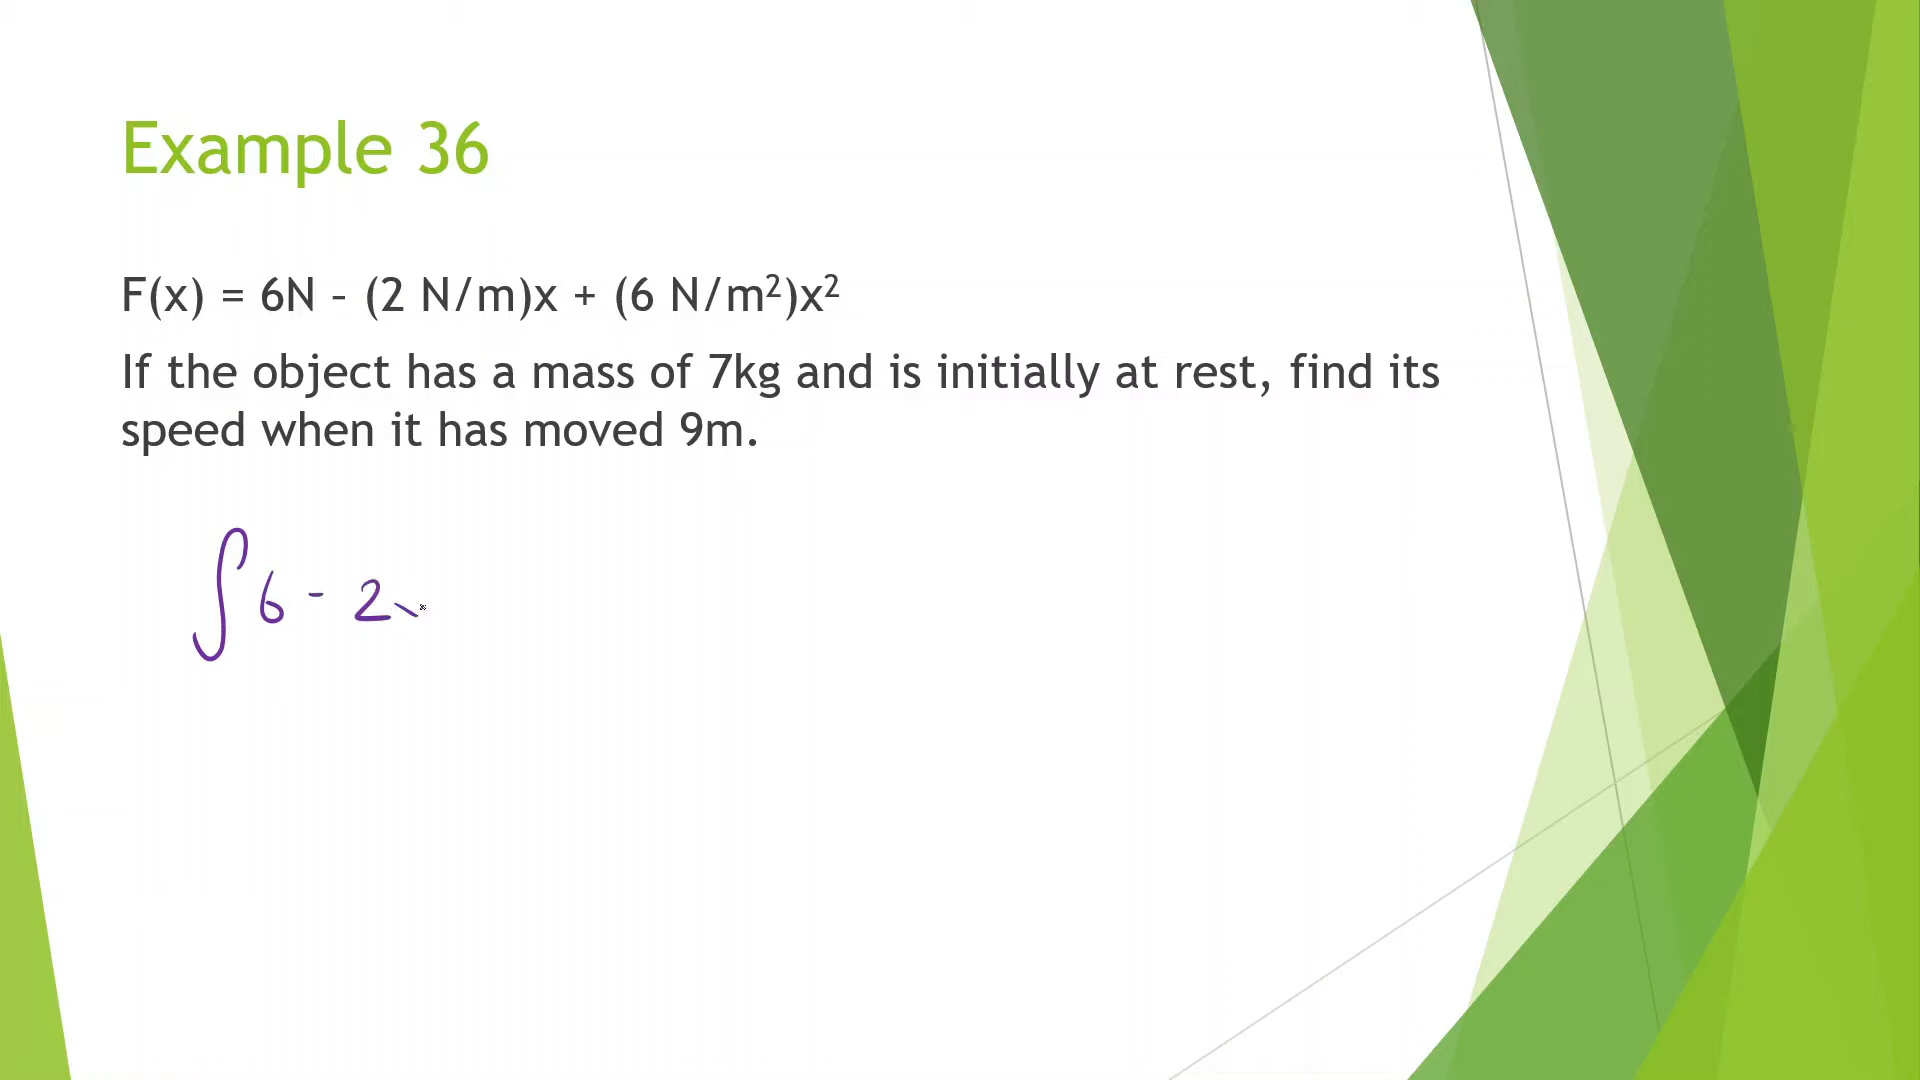 Example 36
F(x) = 6N – (2 N/m)x + (6 N/m²)x²
If the object has a mass of 7kg and is initially at rest, find its
speed when it has moved 9m.
∫ 6 - 2